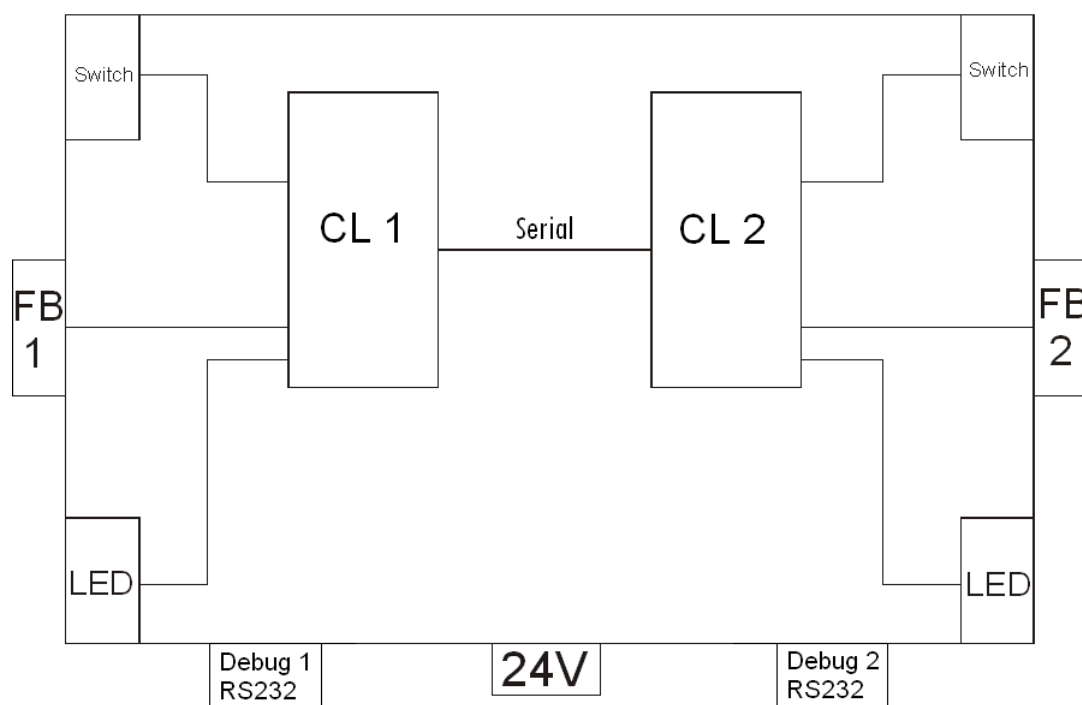 Switch
Switch
CL 1
Serial
CL 2
FB
1
FB
2
LED
LED
Debug 1
RS232
24V
Debug 2
RS232